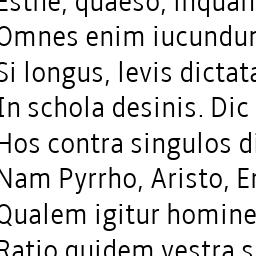 Estne, quaeso, inquam
Omnes enim iucundum
Si longus, levis dictata
In schola desinis. Dic
Hos contra singulos di
Nam Pyrrho, Aristo, Er
Qualem igitur homine
Ratio quidem vestra s